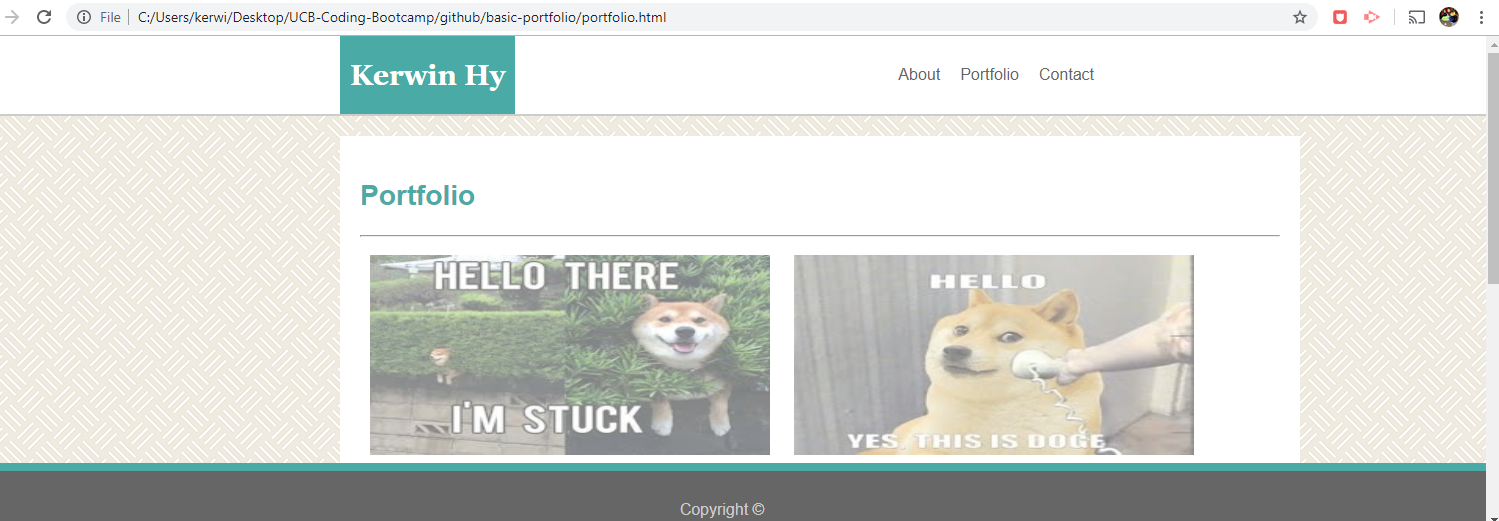 File C:/Users/kerwi/Desktop/UCB-Coding-Bootcamp/github/basic-portfolio/portfolio.html
Kerwin Hy About Portfolio Contact
Portfolio
HELLO THERE
I'M STUCK
HELLO
YES, THIS IS DOGE
Copyright ©